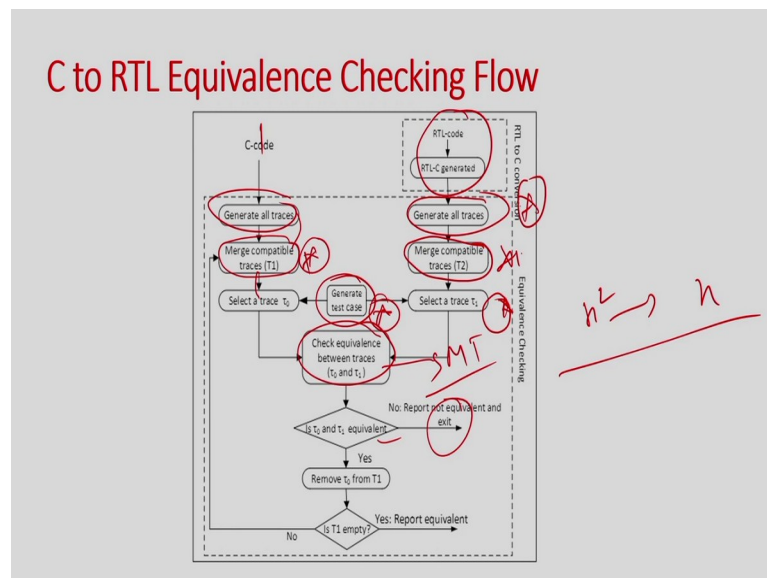 C to RTL Equivalence Checking Flow
C-code
RTL-code
RTL-C generated
RTL to C conversion
Generate all traces
Generate all traces
Merge compatible
traces (T1)
Merge compatible
traces (T2)
Select a trace τ₀
Generate
test case
Select a trace τ₁
Equivalence Checking
Check equivalence
between traces
(τ₀ and τ₁)
MT
n² → n
No: Report not equivalent and
exit
Is τ₀ and τ₁ equivalent
Yes
Remove τ₀ from T1
Is T1 empty?
Yes: Report equivalent
No